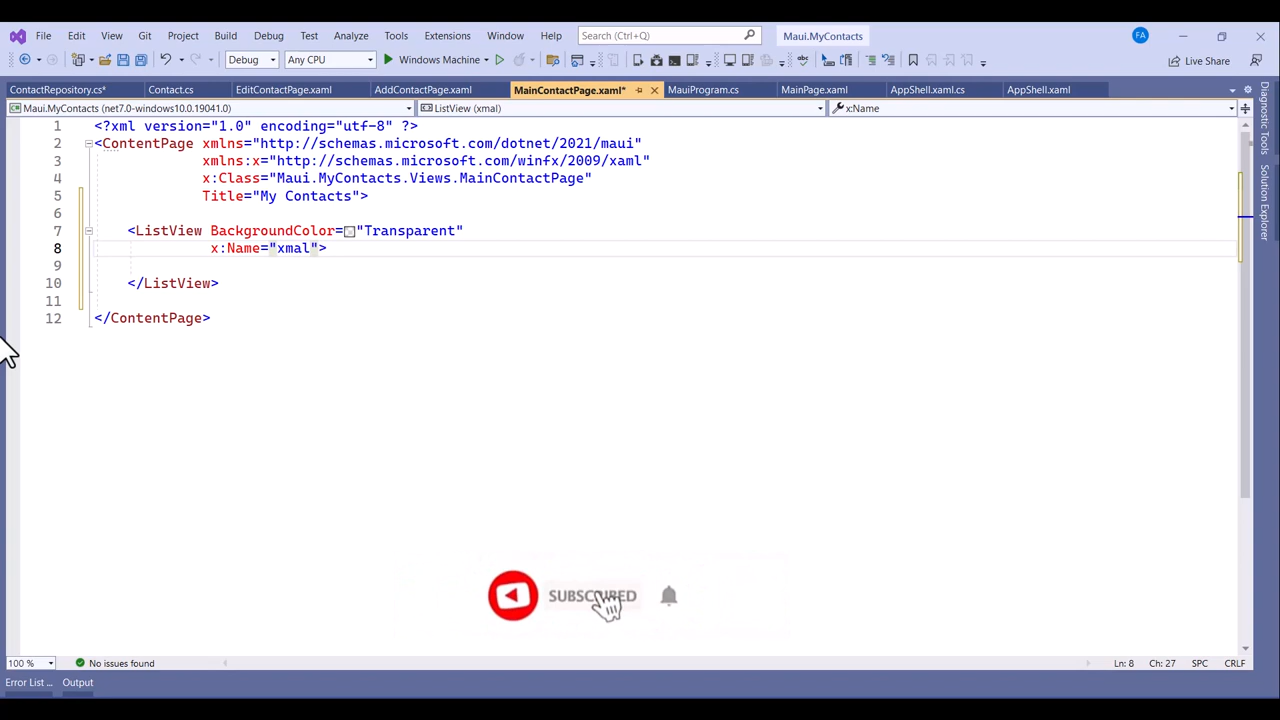 File Edit View Git Project Build Debug Test Analyze Tools Extensions Window Help Search (Ctrl+Q) Maui.MyContacts FA
Debug Any CPU Windows Machine Live Share
ContactRepository.cs* Contact.cs EditContactPage.xaml AddContactPage.xaml MainContactPage.xaml* MauiProgram.cs MainPage.xaml AppShell.xaml.cs AppShell.xaml
Maui.MyContacts (net7.0-windows10.0.19041.0) ListView (xmal) x:Name
1 <?xml version="1.0" encoding="utf-8" ?>
2 <ContentPage xmlns="http://schemas.microsoft.com/dotnet/2021/maui"
3 xmlns:x="http://schemas.microsoft.com/winfx/2009/xaml"
4 x:Class="Maui.MyContacts.Views.MainContactPage"
5 Title="My Contacts">
6
7 <ListView BackgroundColor="Transparent"
8 x:Name="xmal">
9
10 </ListView>
11
12 </ContentPage>
Diagnostic Tools
Solution Explorer
SUBSCRIBED
100 % No issues found Ln: 8 Ch: 27 SPC CRLF
Error List ... Output